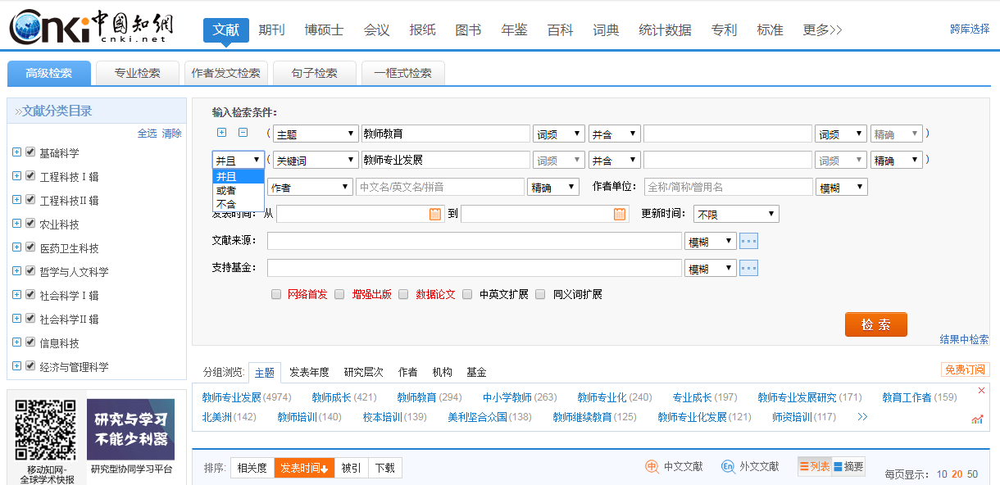 Cnki中国知网
cnki.net
文献 期刊 博硕士 会议 报纸 图书 年鉴 百科 词典 统计数据 专利 标准 更多>> 跨库选择
高级检索 专业检索 作者发文检索 句子检索 一框式检索
»文献分类目录
全选 清除
基础科学
工程科技Ⅰ辑
工程科技II辑
农业科技
医药卫生科技
哲学与人文科学
社会科学Ⅰ辑
社会科学II辑
信息科技
经济与管理科学
研究与学习
不能少利器
移动知网-
全球学术快报
研究型协同学习平台
输入检索条件:
( 主题 教师教育 词频 并含 词频 精确 )
并且 ( 关键词 教师专业发展 词频 并含 词频 精确 )
并且
或者
不含
作者 中文名/英文名/拼音 精确 作者单位: 全称/简称/曾用名 模糊
发表时间: 从 到 更新时间: 不限
文献来源: 模糊 ...
支持基金: 模糊 ...
网络首发 增强出版 数据论文 中英文扩展 同义词扩展
检索
结果中检索
分组浏览: 主题 发表年度 研究层次 作者 机构 基金 免费订阅
教师专业发展(4974) 教师成长(421) 教师教育(294) 中小学教师(263) 教师专业化(240) 专业成长(197) 教师专业发展研究(171) 教育工作者(159)
北美洲(142) 教师培训(140) 校本培训(139) 美利坚合众国(138) 教师继续教育(125) 教师专业化发展(121) 师资培训(117) >>
排序: 相关度 发表时间 被引 下载 中 中文文献 En 外文文献 列表 摘要 每页显示: 10 20 50